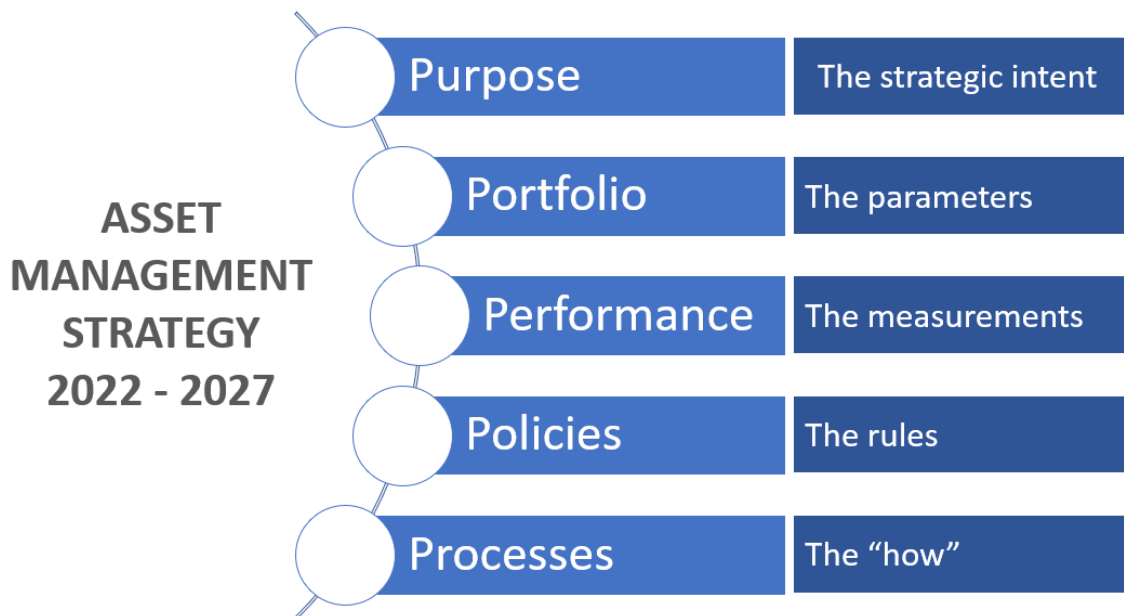 ASSET
MANAGEMENT
STRATEGY
2022 - 2027
Purpose
The strategic intent
Portfolio
The parameters
Performance
The measurements
Policies
The rules
Processes
The “how”